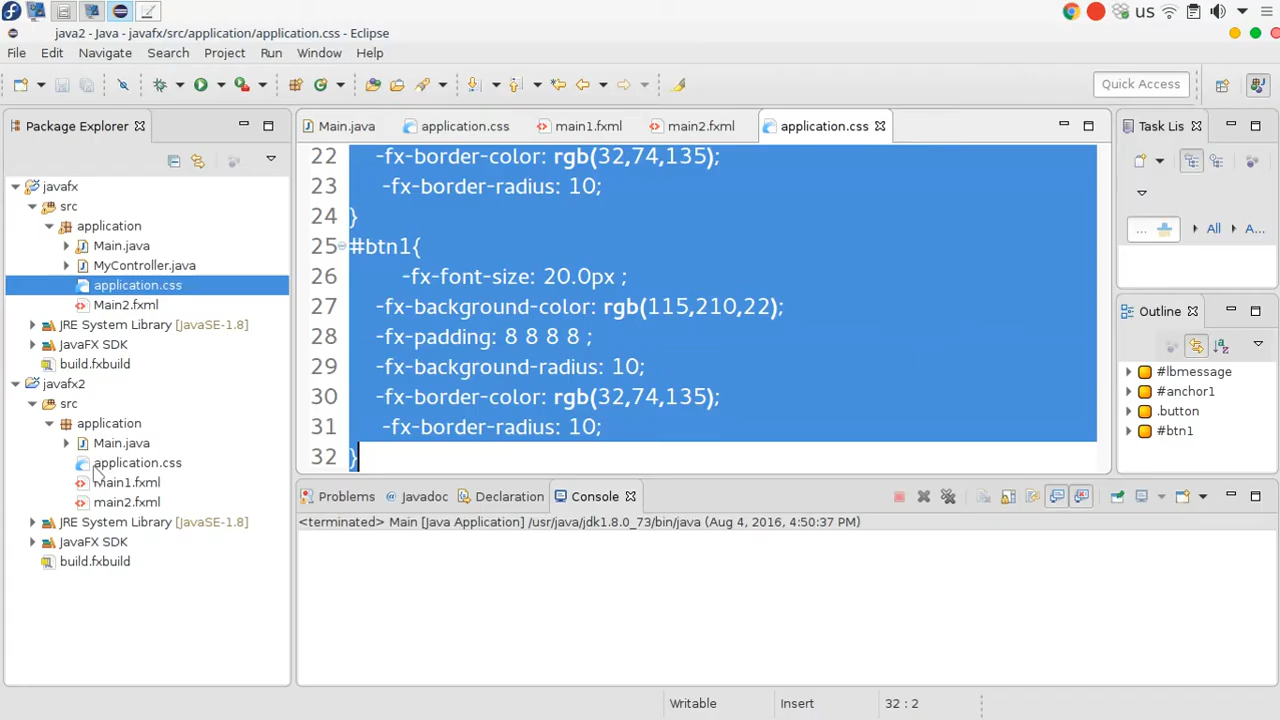 us
java2 - Java - javafx/src/application/application.css - Eclipse
File Edit Navigate Search Project Run Window Help
Quick Access
Package Explorer
Main.java application.css main1.fxml main2.fxml application.css
Task Lis
javafx
src
application
Main.java
MyController.java
application.css
Main2.fxml
JRE System Library [JavaSE-1.8]
JavaFX SDK
build.fxbuild
javafx2
src
application
Main.java
application.css
main1.fxml
main2.fxml
JRE System Library [JavaSE-1.8]
JavaFX SDK
build.fxbuild
22 -fx-border-color: rgb(32,74,135);
23 -fx-border-radius: 10;
24 }
25 #btn1{
26 -fx-font-size: 20.0px ;
27 -fx-background-color: rgb(115,210,22);
28 -fx-padding: 8 8 8 8 ;
29 -fx-background-radius: 10;
30 -fx-border-color: rgb(32,74,135);
31 -fx-border-radius: 10;
32 }
... All A...
Outline
#lbmessage
#anchor1
.button
#btn1
Problems Javadoc Declaration Console
<terminated> Main [Java Application] /usr/java/jdk1.8.0_73/bin/java (Aug 4, 2016, 4:50:37 PM)
Writable Insert 32 : 2